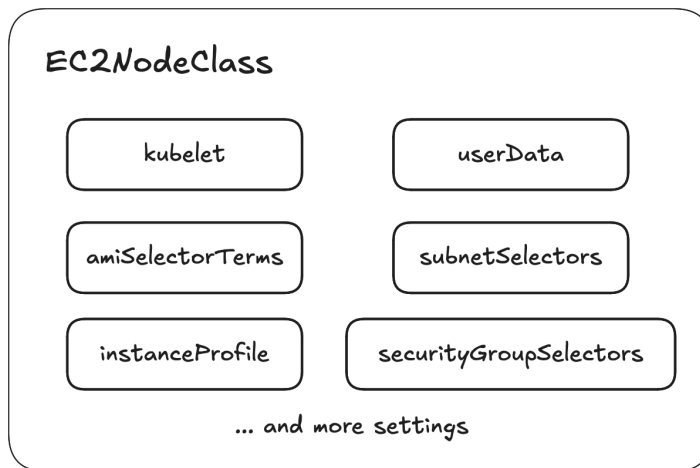 EC2NodeClass
kubelet
userData
amiSelectorTerms
subnetSelectors
instanceProfile
securityGroupSelectors
... and more settings